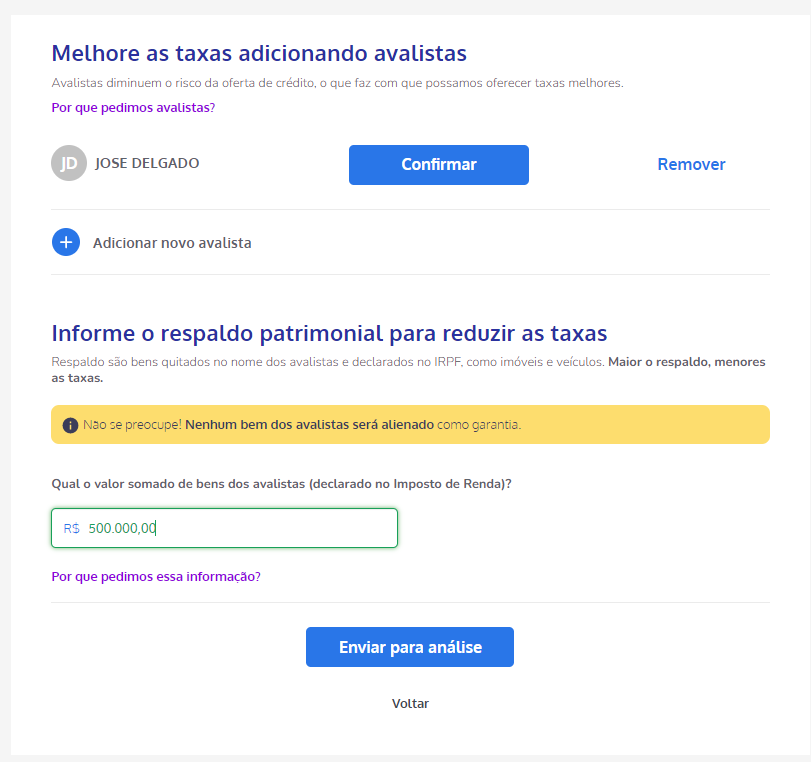 Melhore as taxas adicionando avalistas
Avalistas diminuem o risco da oferta de crédito, o que faz com que possamos oferecer taxas melhores.
Por que pedimos avalistas?
JD JOSE DELGADO Confirmar Remover
+ Adicionar novo avalista
Informe o respaldo patrimonial para reduzir as taxas
Respaldo são bens quitados no nome dos avalistas e declarados no IRPF, como imóveis e veículos. Maior o respaldo, menores
as taxas.
i Não se preocupe! Nenhum bem dos avalistas será alienado como garantia.
Qual o valor somado de bens dos avalistas (declarado no Imposto de Renda)?
R$ 500.000,00
Por que pedimos essa informação?
Enviar para análise
Voltar